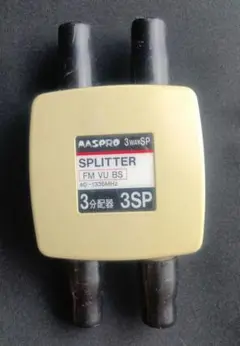 MASPRO 3WAYSP
SPLITTER
FM VU BS
3分配器 3SP